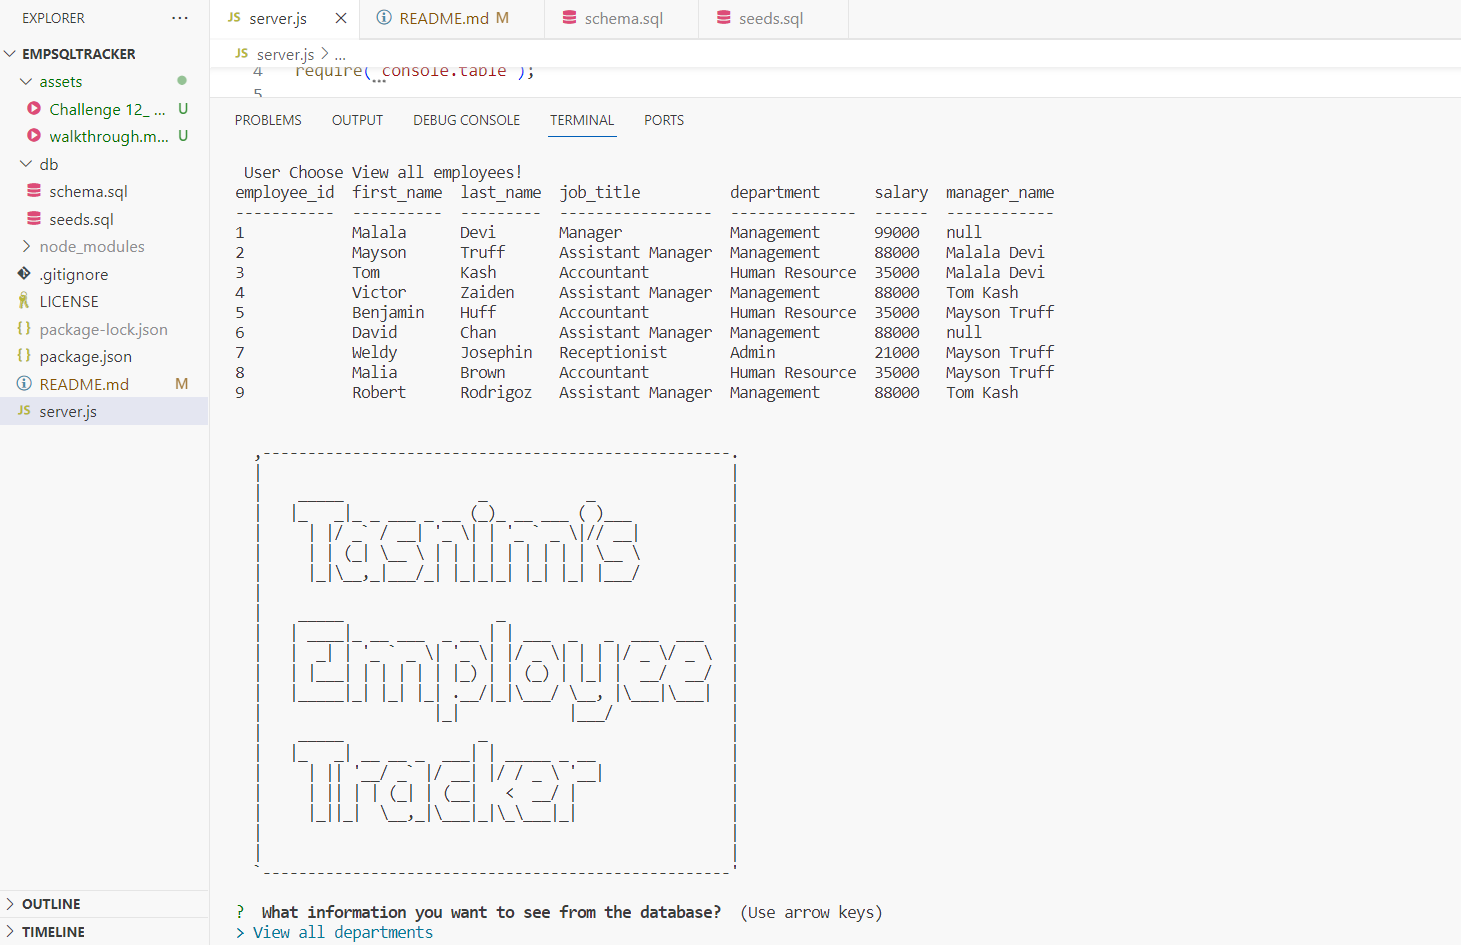 EXPLORER ...
EMPSQLTRACKER
assets
Challenge 12_ ... U
walkthrough.m... U
db
schema.sql
seeds.sql
node_modules
.gitignore
LICENSE
package-lock.json
package.json
README.md M
server.js
OUTLINE
TIMELINE
JS server.js README.md M schema.sql seeds.sql
JS server.js > ...
4 require( console.table );
5
PROBLEMS OUTPUT DEBUG CONSOLE TERMINAL PORTS
User Choose View all employees!
employee_id first_name last_name job_title department salary manager_name
----------- ---------- --------- ----------------- -------------- ------ ------------
1 Malala Devi Manager Management 99000 null
2 Mayson Truff Assistant Manager Management 88000 Malala Devi
3 Tom Kash Accountant Human Resource 35000 Malala Devi
4 Victor Zaiden Assistant Manager Management 88000 Tom Kash
5 Benjamin Huff Accountant Human Resource 35000 Mayson Truff
6 David Chan Assistant Manager Management 88000 null
7 Weldy Josephin Receptionist Admin 21000 Mayson Truff
8 Malia Brown Accountant Human Resource 35000 Mayson Truff
9 Robert Rodrigoz Assistant Manager Management 88000 Tom Kash
Tasnim's
Employee
Tracker
? What information you want to see from the database? (Use arrow keys)
> View all departments